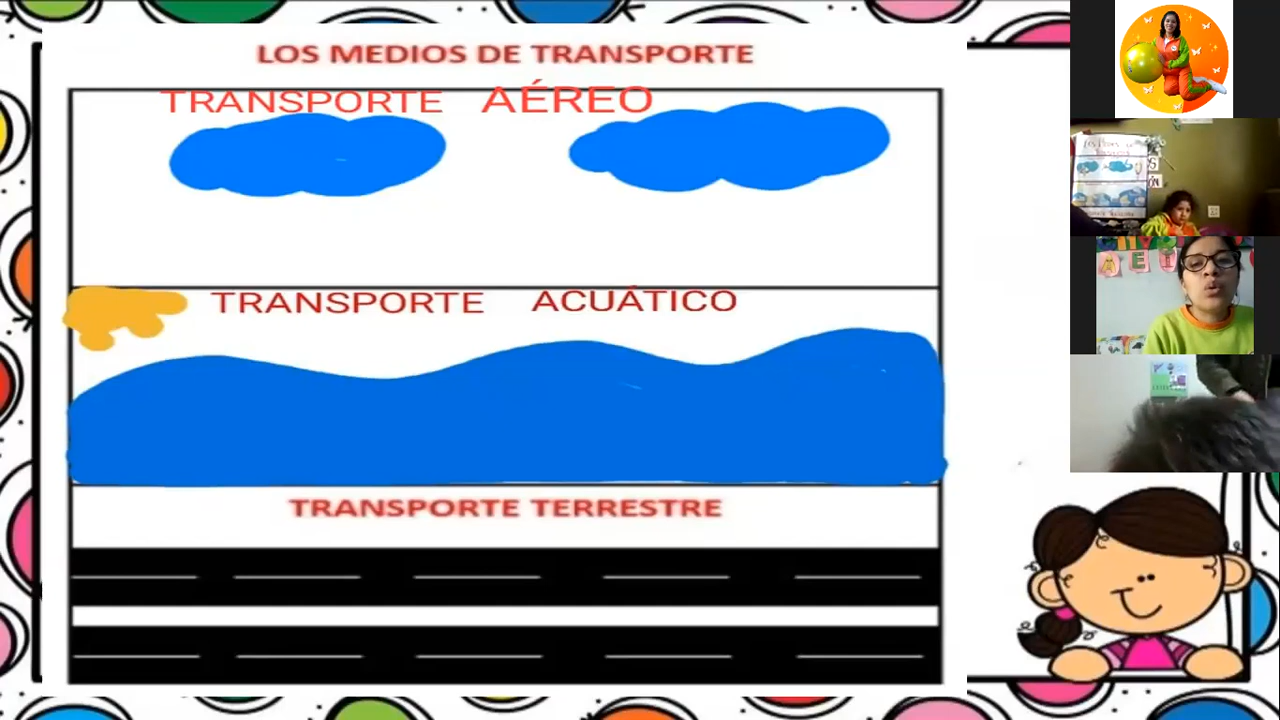 LOS MEDIOS DE TRANSPORTE
TRANSPORTE AÉREO
TRANSPORTE ACUÁTICO
TRANSPORTE TERRESTRE
A E I